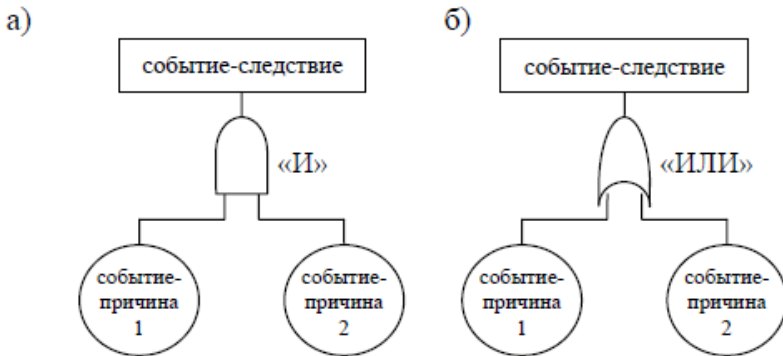 а)
событие-следствие
«И»
событие-
причина
1
событие-
причина
2
б)
событие-следствие
«ИЛИ»
событие-
причина
1
событие-
причина
2